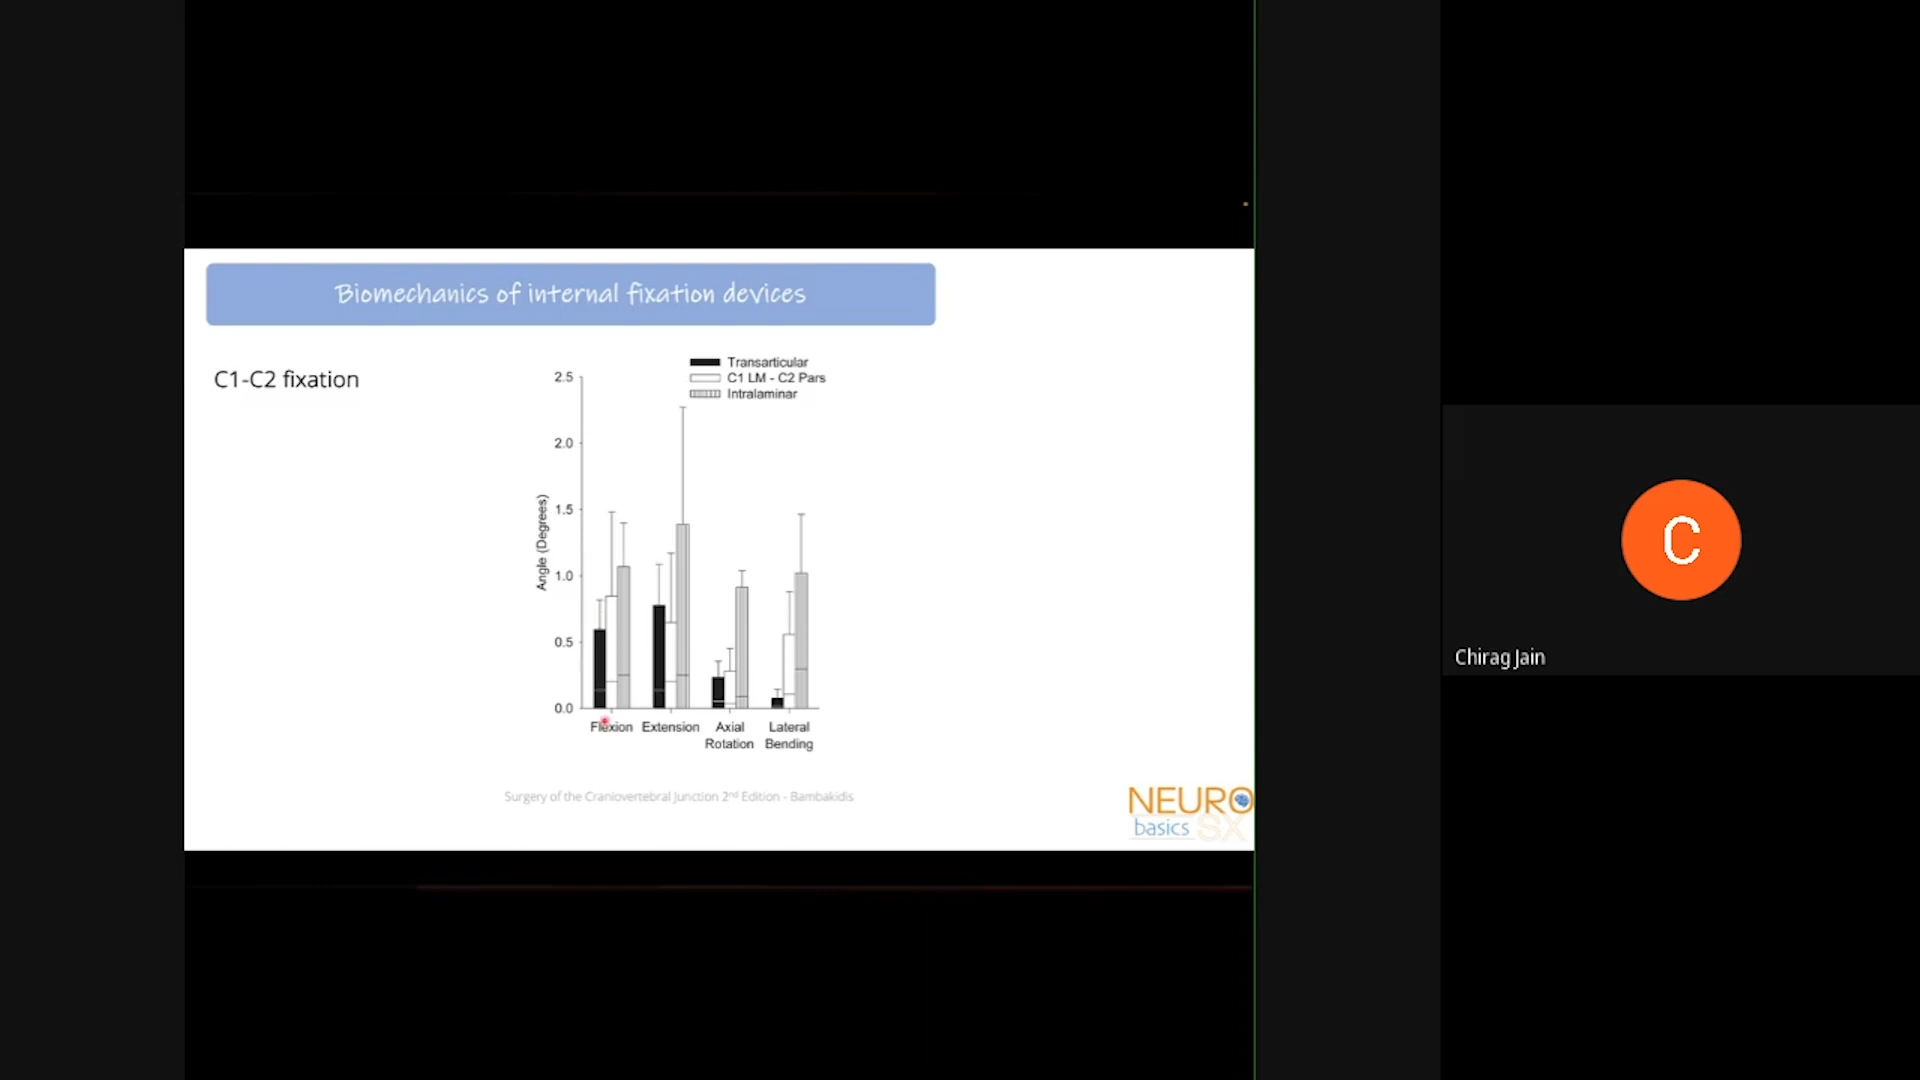 Biomechanics of internal fixation devices
C1-C2 fixation
Transarticular
C1 LM - C2 Pars
Intralaminar
2.5
2.0
1.5
1.0
0.5
0.0
Angle (Degrees)
Flexion
Extension
Axial Rotation
Lateral Bending
Surgery of the Craniovertebral Junction 2nd Edition - Bambakidis
NEURO
basics SX
C
Chirag Jain